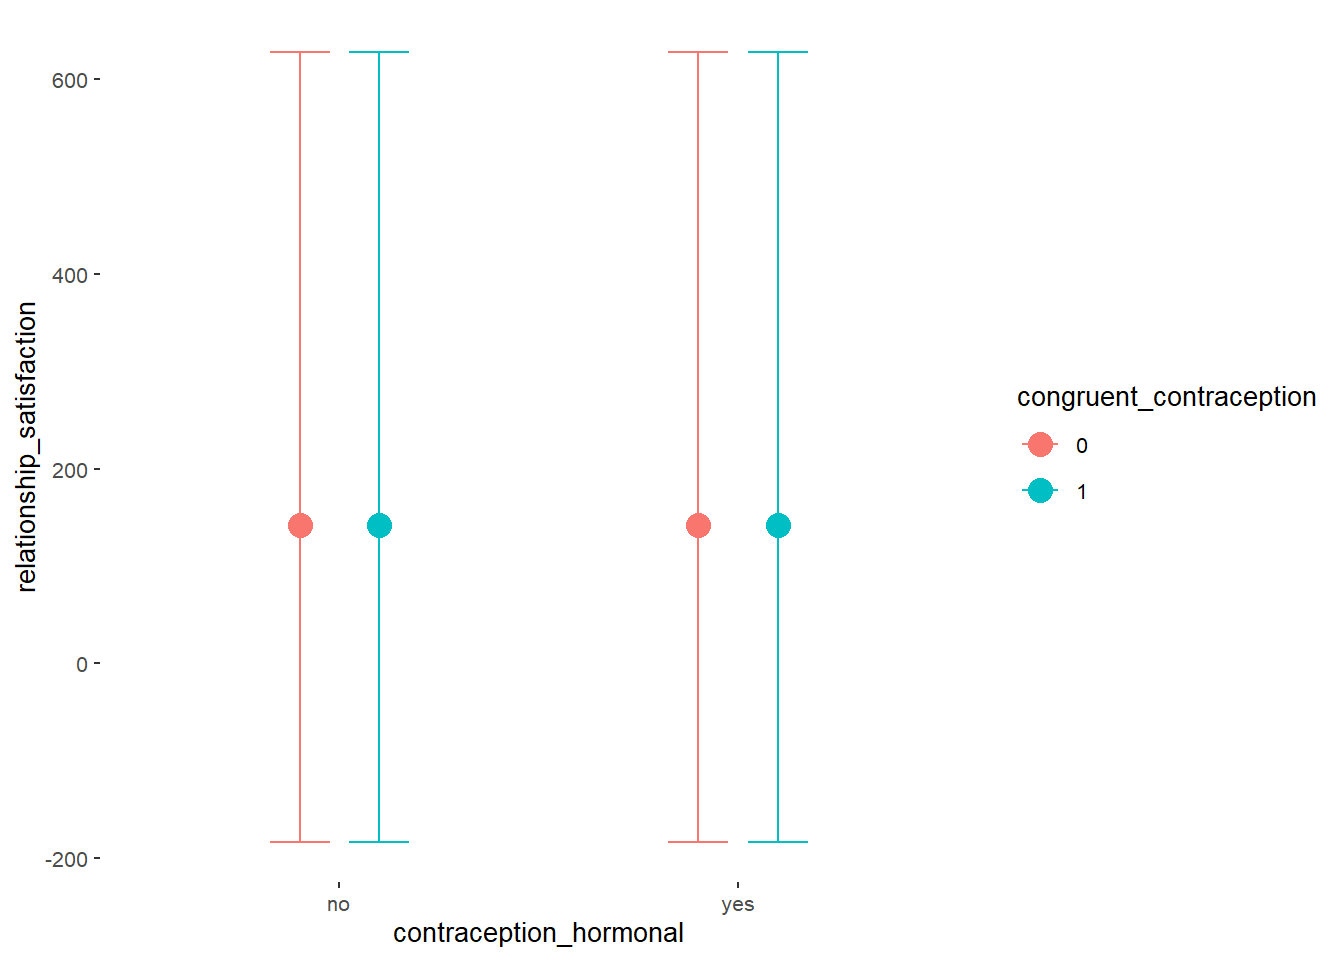 600
400
200
0
-200
relationship_satisfaction
no
yes
contraception_hormonal
congruent_contraception
0
1